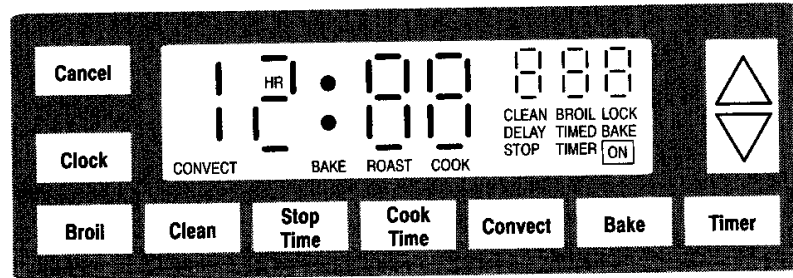 Cancel
12:00 HR 888
CLEAN BROIL LOCK
DELAY TIMED BAKE
STOP TIMER ON
Clock
CONVECT BAKE ROAST COOK
Broil
Clean
Stop
Time
Cook
Time
Convect
Bake
Timer